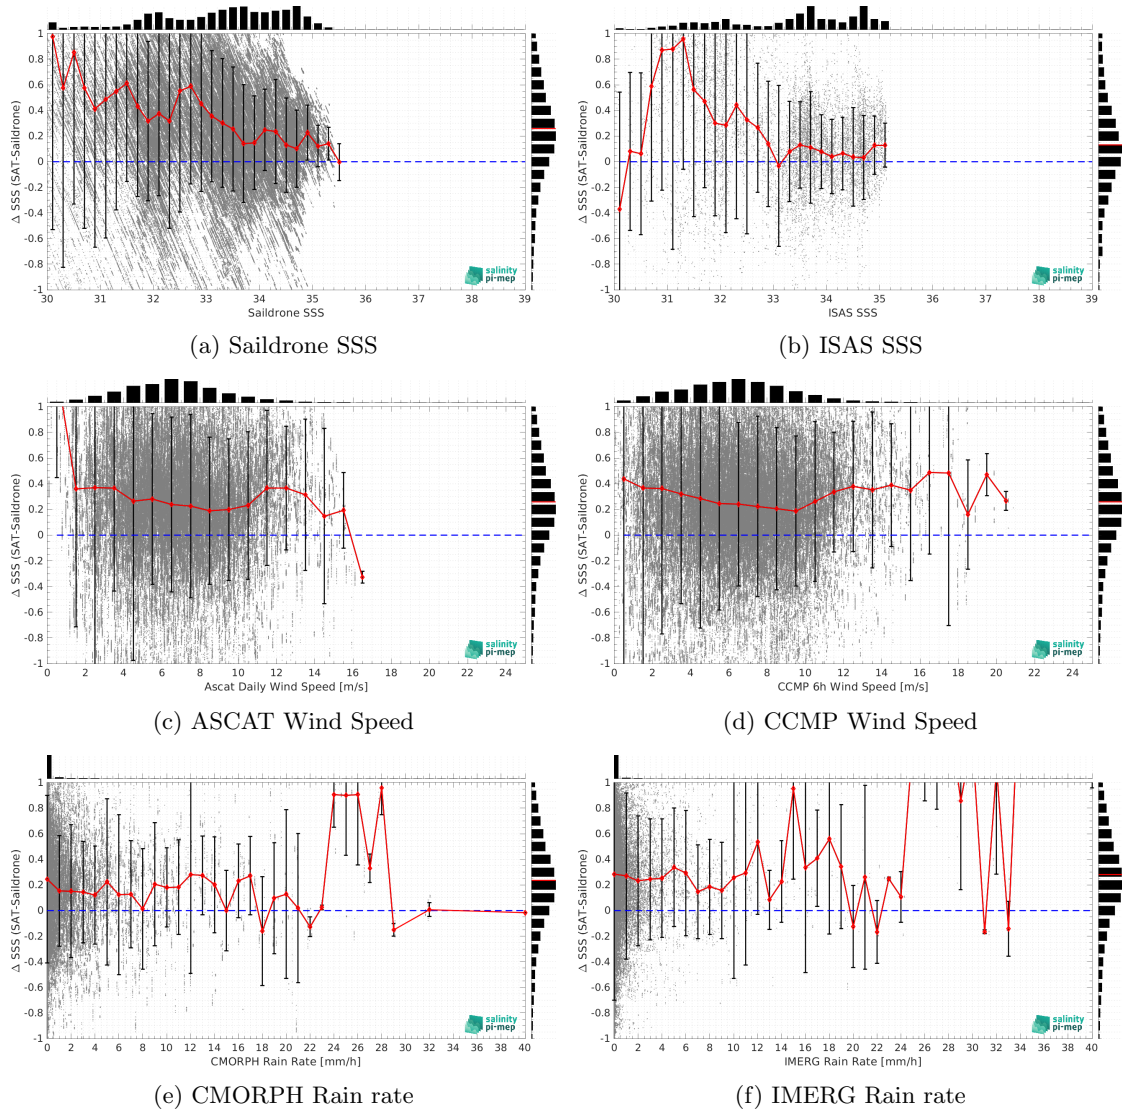 Δ SSS (SAT-Saildrone)
1
0.8
0.6
0.4
0.2
0
-0.2
-0.4
-0.6
-0.8
-1
30 31 32 33 34 35 36 37 38 39
Saildrone SSS
salinity
pi-mep
(a) Saildrone SSS
Δ SSS (SAT-Saildrone)
1
0.8
0.6
0.4
0.2
0
-0.2
-0.4
-0.6
-0.8
-1
30 31 32 33 34 35 36 37 38 39
ISAS SSS
salinity
pi-mep
(b) ISAS SSS
Δ SSS (SAT-Saildrone)
1
0.8
0.6
0.4
0.2
0
-0.2
-0.4
-0.6
-0.8
-1
0 2 4 6 8 10 12 14 16 18 20 22 24
Ascat Daily Wind Speed [m/s]
salinity
pi-mep
(c) ASCAT Wind Speed
Δ SSS (SAT-Saildrone)
1
0.8
0.6
0.4
0.2
0
-0.2
-0.4
-0.6
-0.8
-1
0 2 4 6 8 10 12 14 16 18 20 22 24
CCMP 6h Wind Speed [m/s]
salinity
pi-mep
(d) CCMP Wind Speed
Δ SSS (SAT-Saildrone)
1
0.8
0.6
0.4
0.2
0
-0.2
-0.4
-0.6
-0.8
-1
0 2 4 6 8 10 12 14 16 18 20 22 24 26 28 30 32 34 36 38 40
CMORPH Rain Rate [mm/h]
salinity
pi-mep
(e) CMORPH Rain rate
Δ SSS (SAT-Saildrone)
1
0.8
0.6
0.4
0.2
0
-0.2
-0.4
-0.6
-0.8
-1
0 2 4 6 8 10 12 14 16 18 20 22 24 26 28 30 32 34 36 38 40
IMERG Rain Rate [mm/h]
salinity
pi-mep
(f) IMERG Rain rate